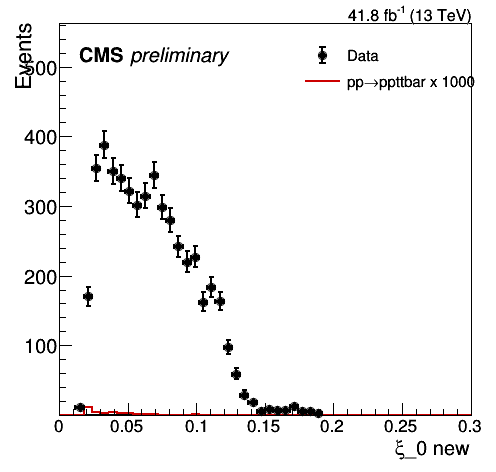 41.8 fb⁻¹ (13 TeV)
Events
CMS preliminary
Data
pp→ppttbar x 1000
500
400
300
200
100
0 0.05 0.1 0.15 0.2 0.25 0.3
ξ_0 new